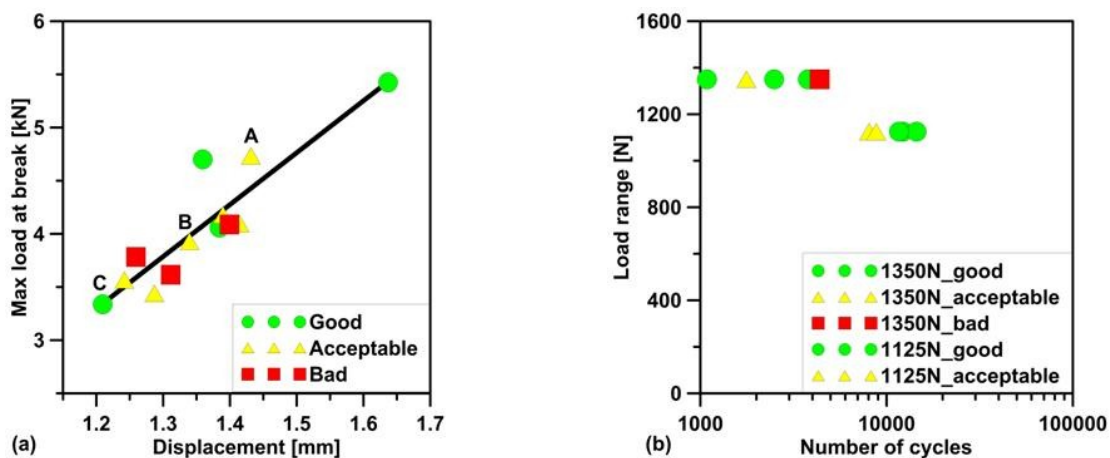 6
5
4
3
Max load at break [kN]
A
B
C
Good
Acceptable
Bad
1.2 1.3 1.4 1.5 1.6 1.7
(a) Displacement [mm]
1600
1200
800
400
0
Load range [N]
1350N_good
1350N_acceptable
1350N_bad
1125N_good
1125N_acceptable
1000 10000 100000
(b) Number of cycles